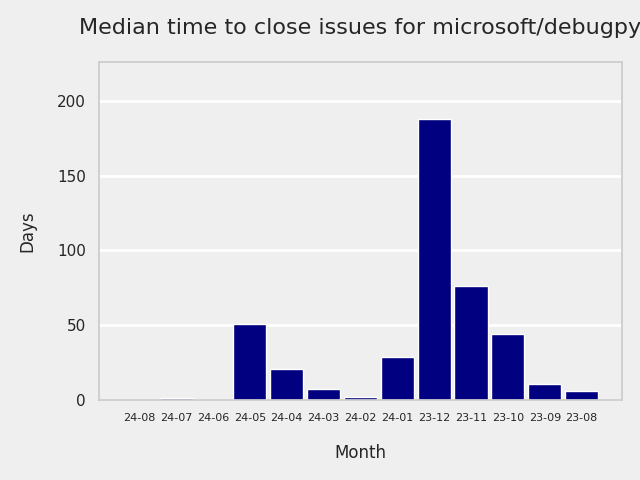 Median time to close issues for microsoft/debugpy
200
150
100
50
0
Days
24-08 24-07 24-06 24-05 24-04 24-03 24-02 24-01 23-12 23-11 23-10 23-09 23-08
Month